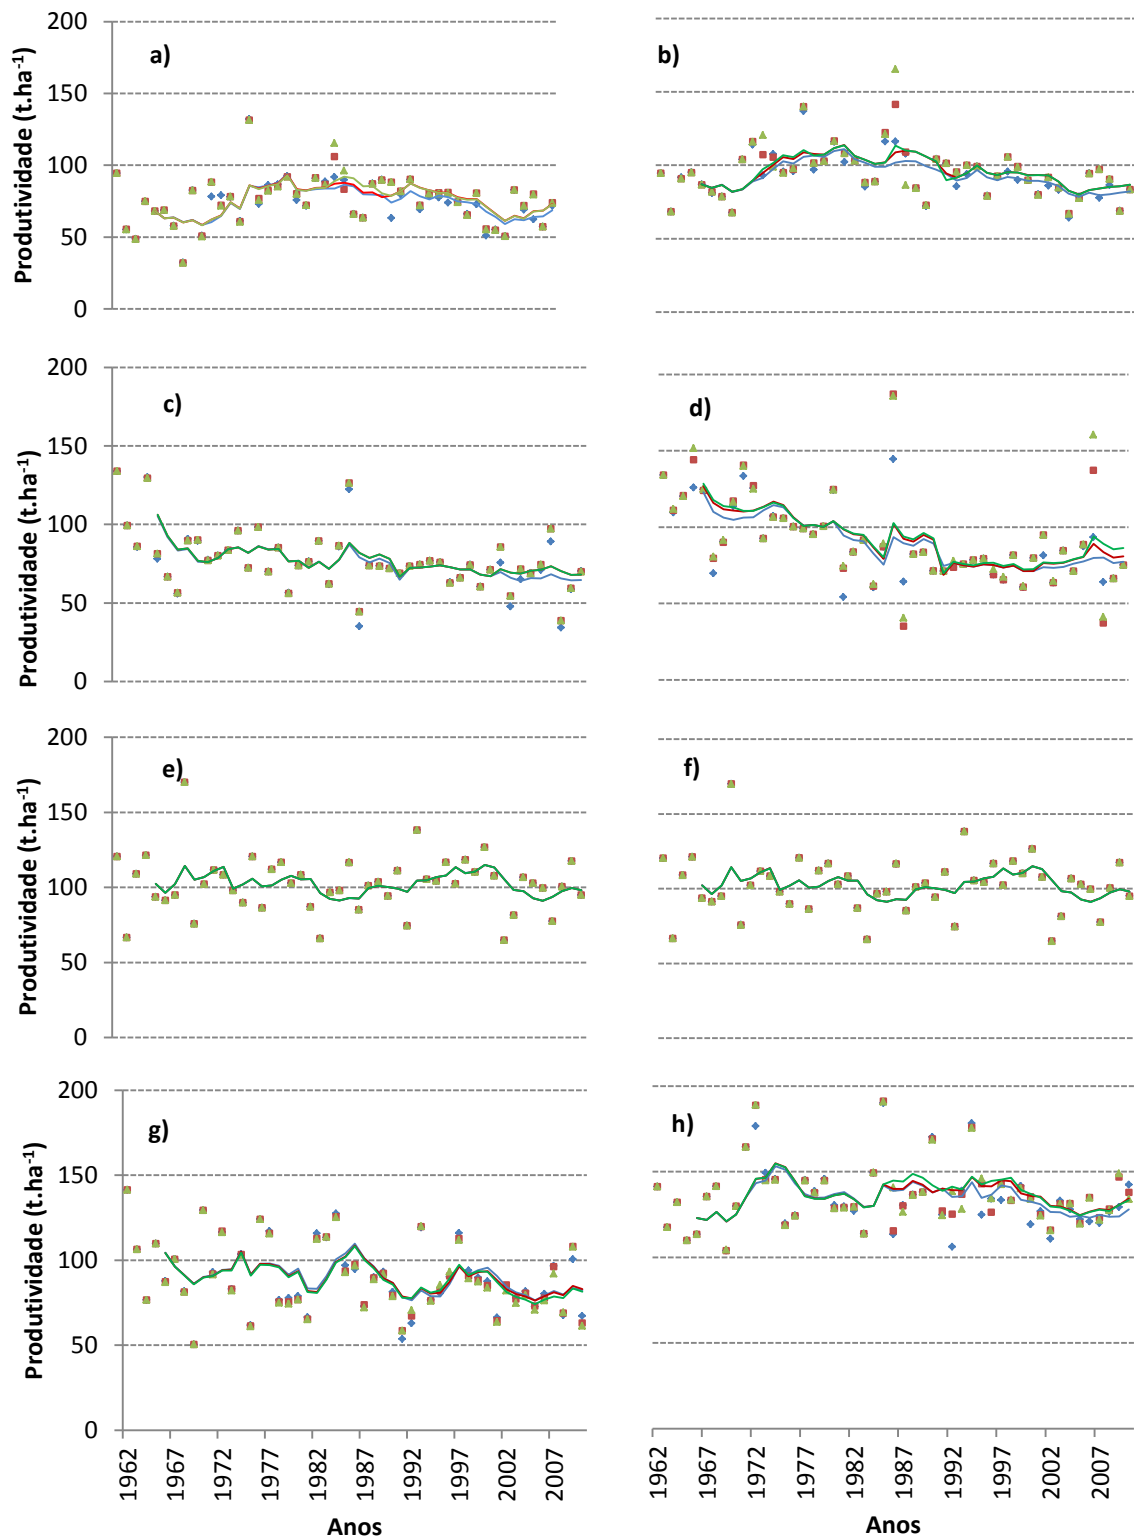 200
150
100
50
0
Produtividade (t.ha⁻¹)
a)
b)
200
150
100
50
0
Produtividade (t.ha⁻¹)
c)
d)
200
150
100
50
0
Produtividade (t.ha⁻¹)
e)
f)
200
150
100
50
0
Produtividade (t.ha⁻¹)
g)
h)
1962 1967 1972 1977 1982 1987 1992 1997 2002 2007
Anos
1962 1967 1972 1977 1982 1987 1992 1997 2002 2007
Anos